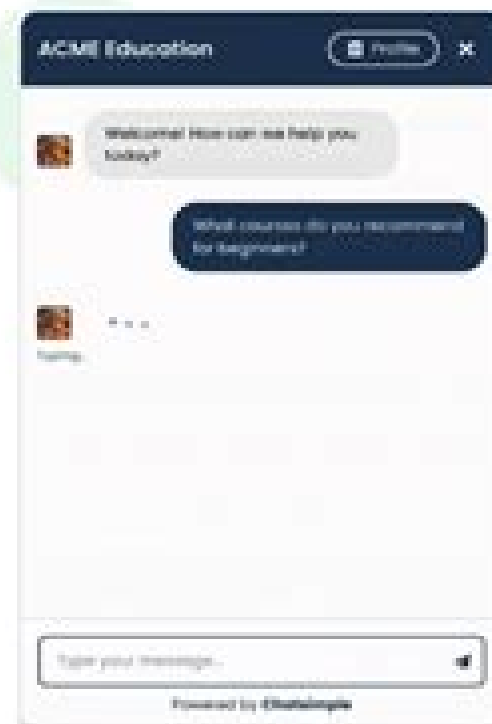 ACME Education
Profile
Welcome! How can we help you
today?
What courses do you recommend
for beginners?
Typing...
Type your message...
Powered by Chatsimple